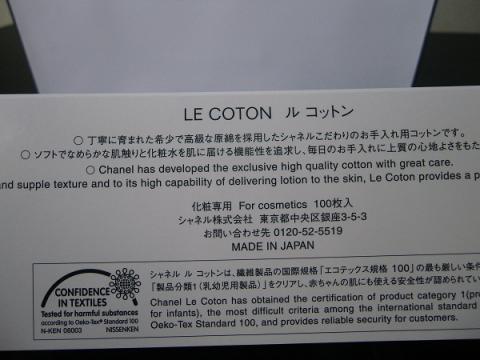 LE COTON ル コットン
○ 丁寧に育まれた希少で高級な原綿を採用したシャネルこだわりのお手入れ用コットンです。
○ ソフトでなめらかな肌触りと化粧水を肌に届ける機能性を追求し、毎日のお手入れに上質の心地よさをもた
○ Chanel has developed the exclusive high quality cotton with great care.
and supple texture and to its high capability of delivering lotion to the skin, Le Coton provides a p
化粧専用 For cosmetics 100枚入
シャネル株式会社 東京都中央区銀座3-5-3
お問い合わせ先 0120-52-5519
MADE IN JAPAN
CONFIDENCE
IN TEXTILES
Tested for harmful substances
according to Oeko-Tex® Standard 100
N-KEN 06003 NISSENKEN
シャネル ル コットンは、繊維製品の国際規格「エコテックス規格 100」の最も厳しい条件
「製品分類1(乳幼児用製品)」をクリアし、赤ちゃんの肌にも使える安全性が認められてい
Chanel Le Coton has obtained the certification of product category 1(pr
for infants), the most difficult criteria among the international standard
Oeko-Tex Standard 100, and provides reliable security for customers.